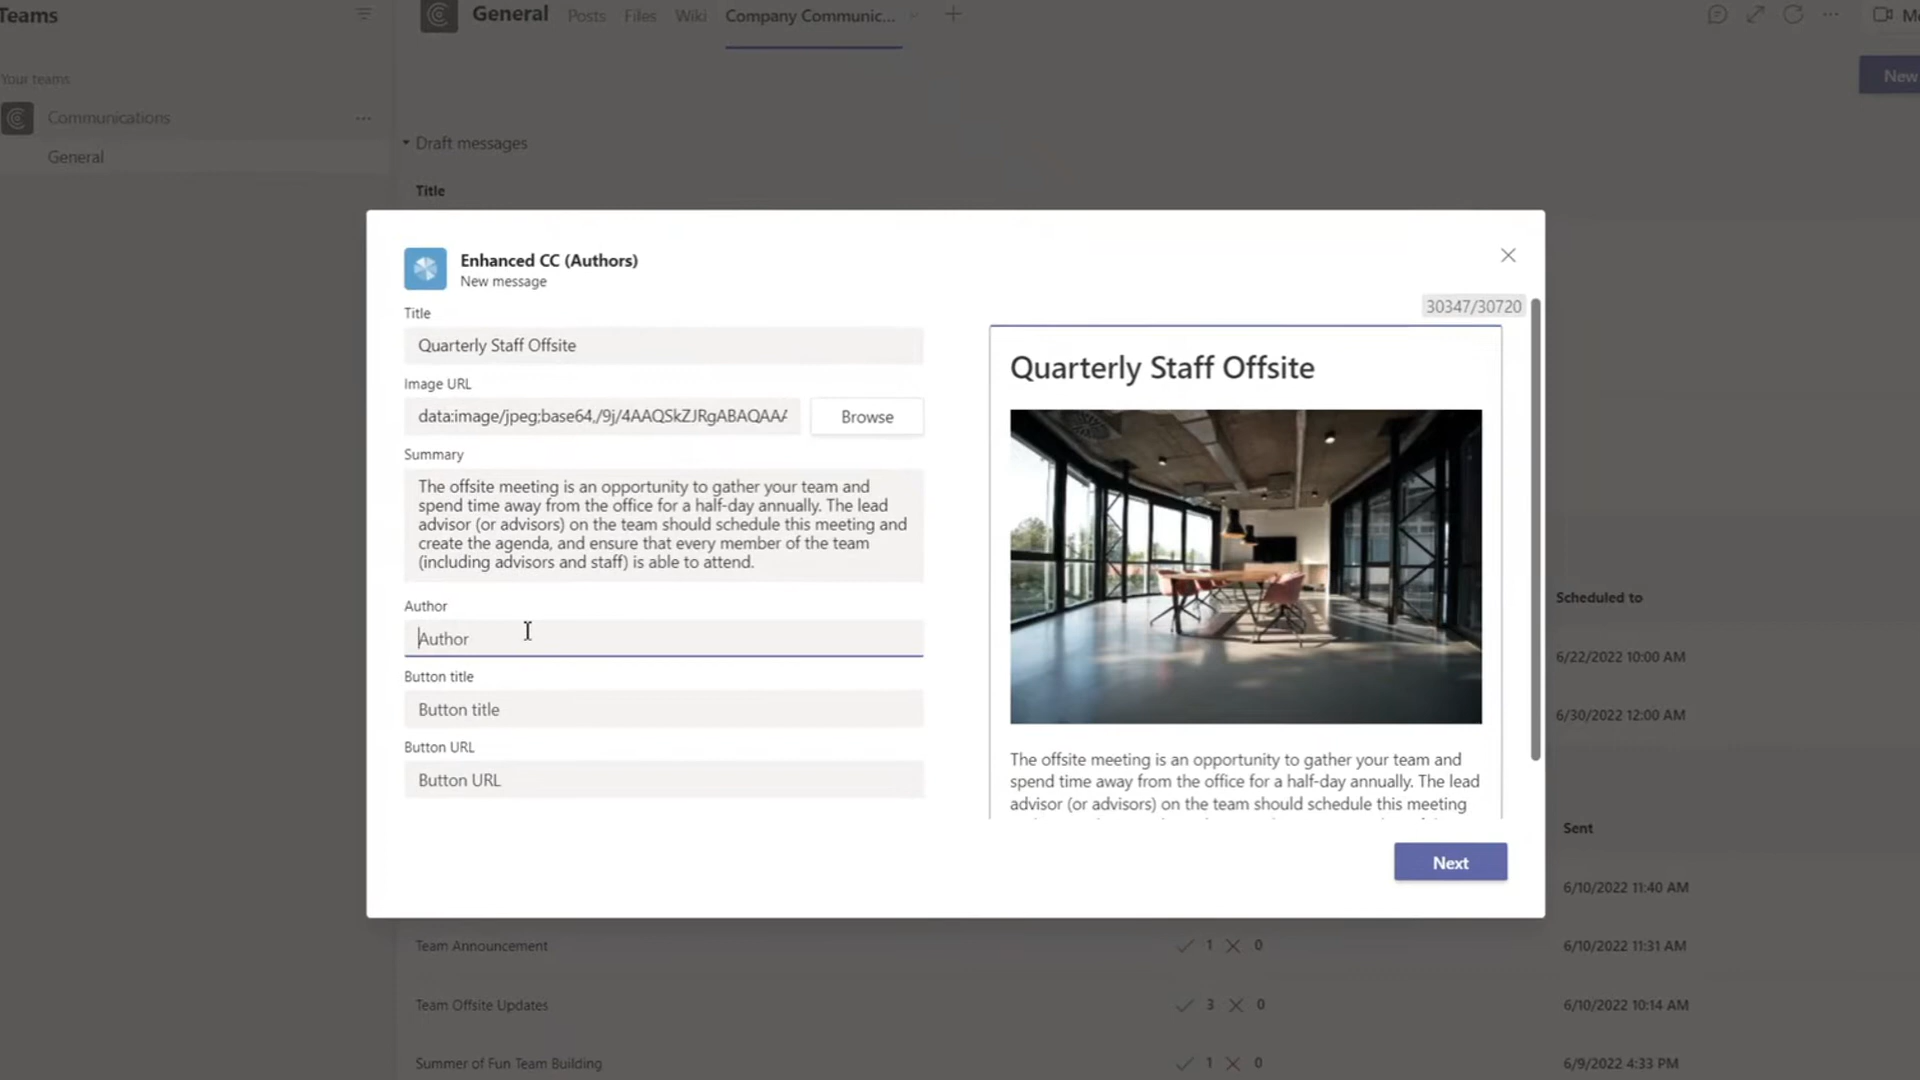 Teams
General
Posts
Files
Wiki
Company Communic...
New
Your teams
Communications
General
Draft messages
Title
Enhanced CC (Authors)
New message
30347/30720
Title
Quarterly Staff Offsite
Image URL
data:image/jpeg;base64,/9j/4AAQSkZJRgABAQAA
Browse
Summary
The offsite meeting is an opportunity to gather your team and
spend time away from the office for a half-day annually. The lead
advisor (or advisors) on the team should schedule this meeting and
create the agenda, and ensure that every member of the team
(including advisors and staff) is able to attend.
Author
Author
Button title
Button title
Button URL
Button URL
Quarterly Staff Offsite
The offsite meeting is an opportunity to gather your team and
spend time away from the office for a half-day annually. The lead
advisor (or advisors) on the team should schedule this meeting
Next
Scheduled to
6/22/2022 10:00 AM
6/30/2022 12:00 AM
Sent
6/10/2022 11:40 AM
Team Announcement
1
0
6/10/2022 11:31 AM
Team Offsite Updates
3
0
6/10/2022 10:14 AM
Summer of Fun Team Building
1
0
6/9/2022 4:33 PM